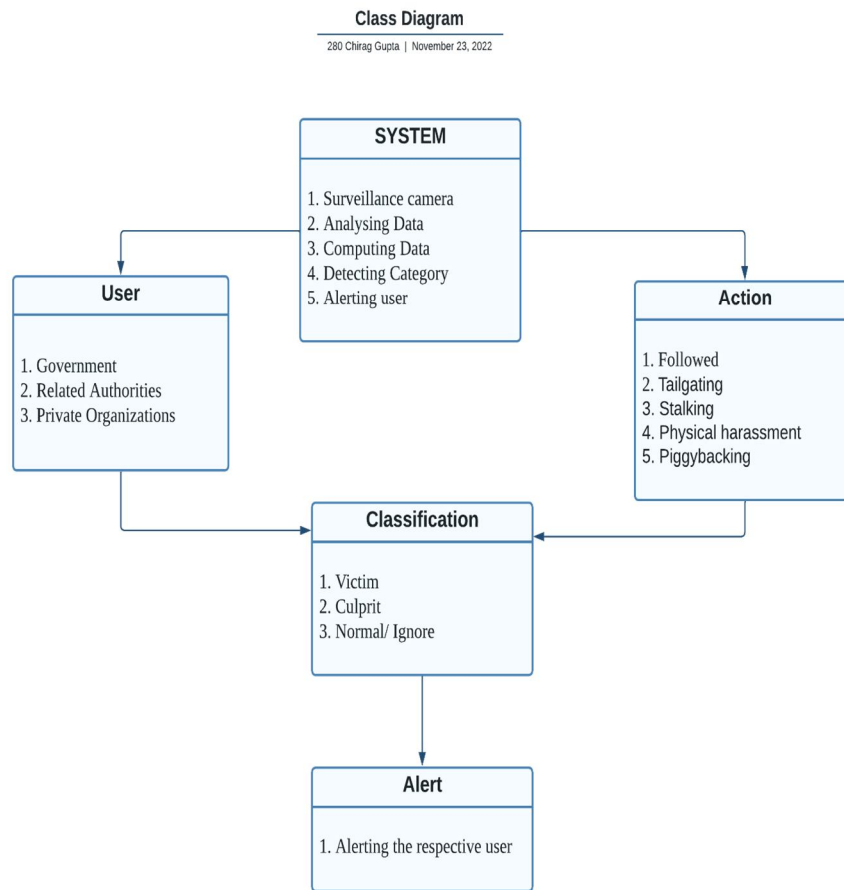 Class Diagram
280 Chirag Gupta | November 23, 2022
SYSTEM
1. Surveillance camera
2. Analysing Data
3. Computing Data
4. Detecting Category
5. Alerting user
User
1. Government
2. Related Authorities
3. Private Organizations
Action
1. Followed
2. Tailgating
3. Stalking
4. Physical harassment
5. Piggybacking
Classification
1. Victim
2. Culprit
3. Normal/ Ignore
Alert
1. Alerting the respective user